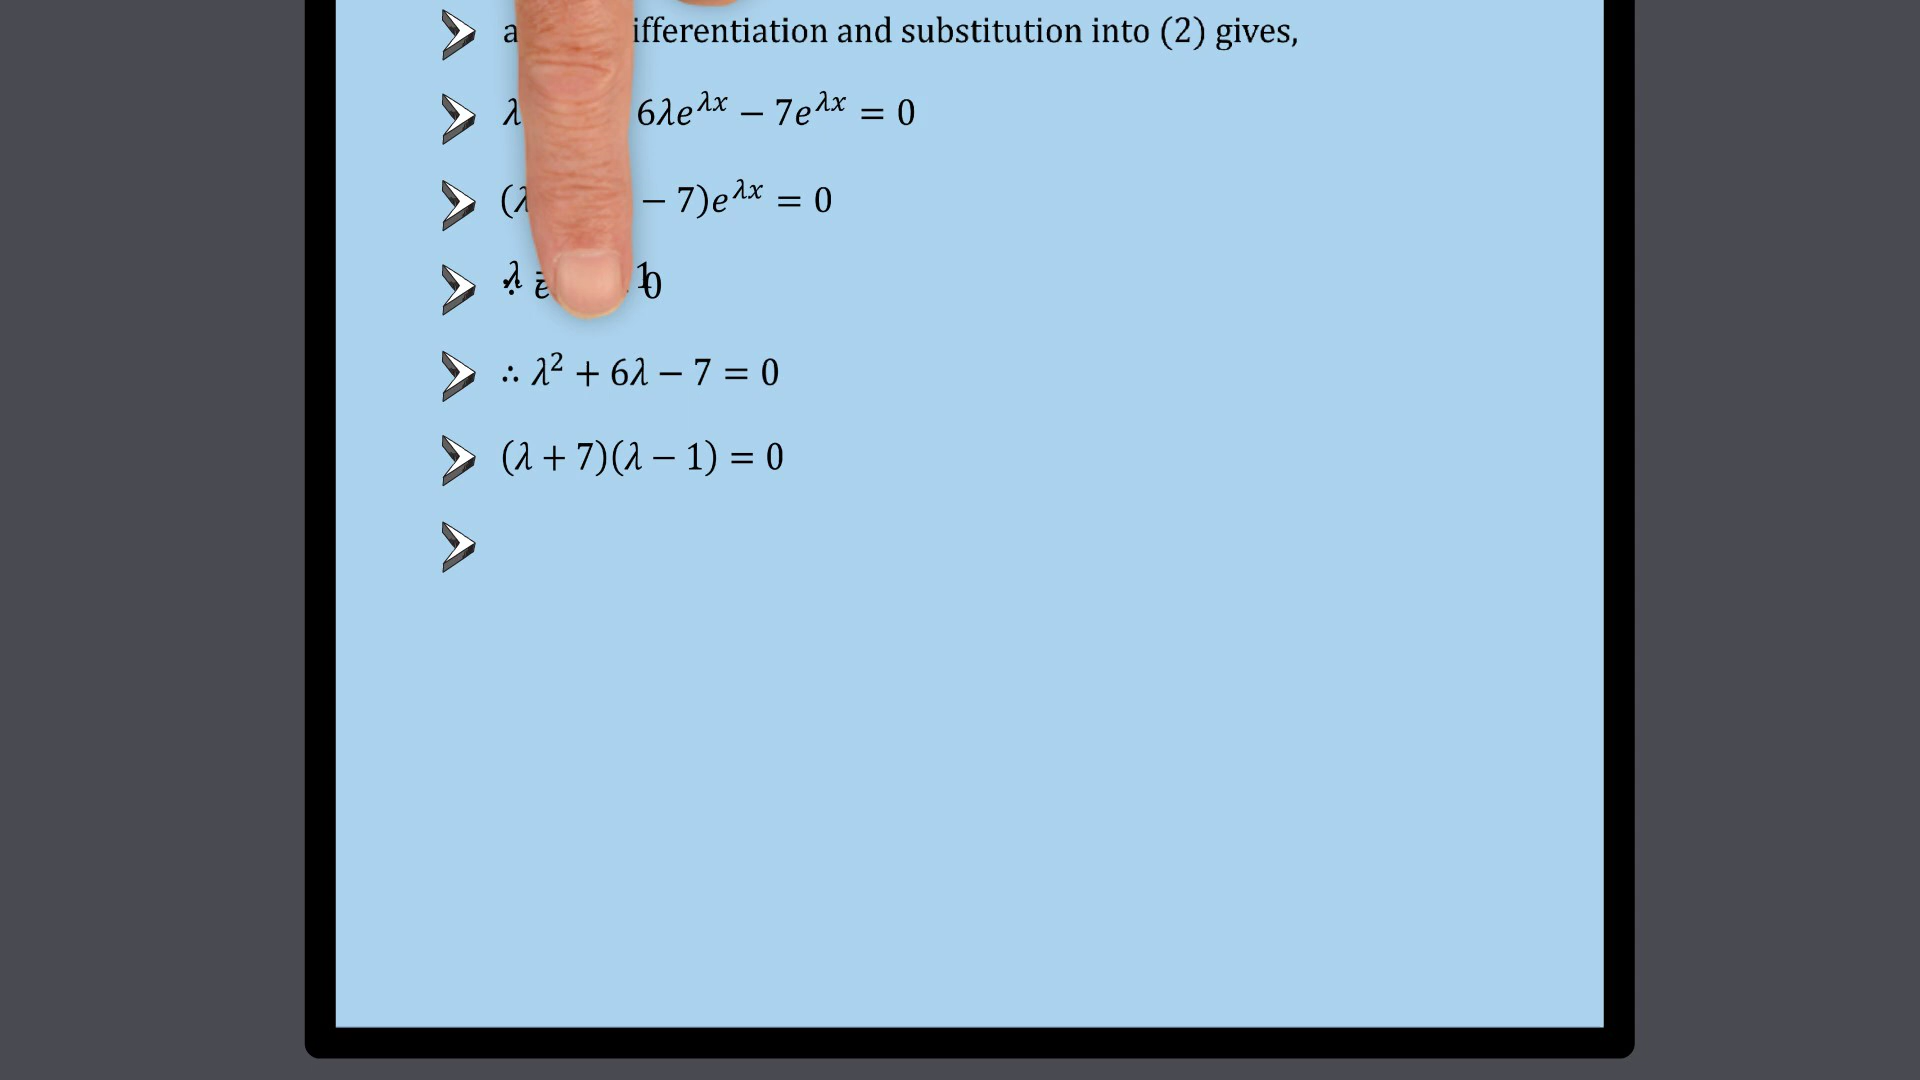 a ifferentiation and substitution into (2) gives,
λ 6λe^{λx} − 7e^{λx} = 0
(λ − 7)e^{λx} = 0
λ 1
∵ e 0
∴ λ² + 6λ − 7 = 0
(λ + 7)(λ − 1) = 0